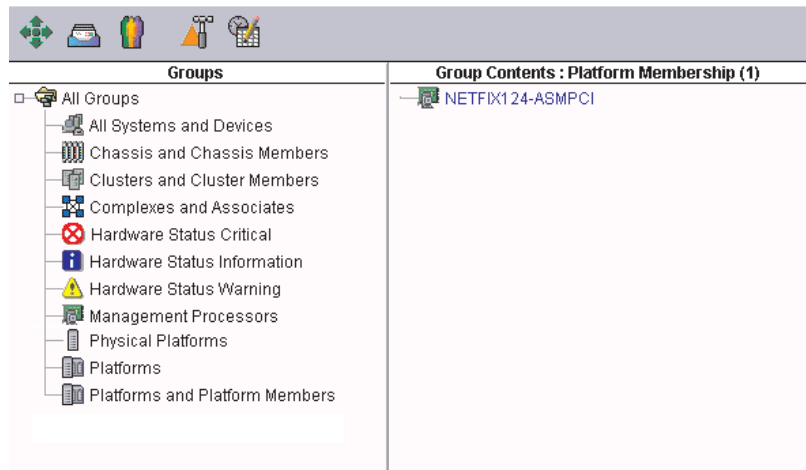 Groups
All Groups
All Systems and Devices
Chassis and Chassis Members
Clusters and Cluster Members
Complexes and Associates
Hardware Status Critical
Hardware Status Information
Hardware Status Warning
Management Processors
Physical Platforms
Platforms
Platforms and Platform Members
Group Contents : Platform Membership (1)
NETFIX124-ASMPCI